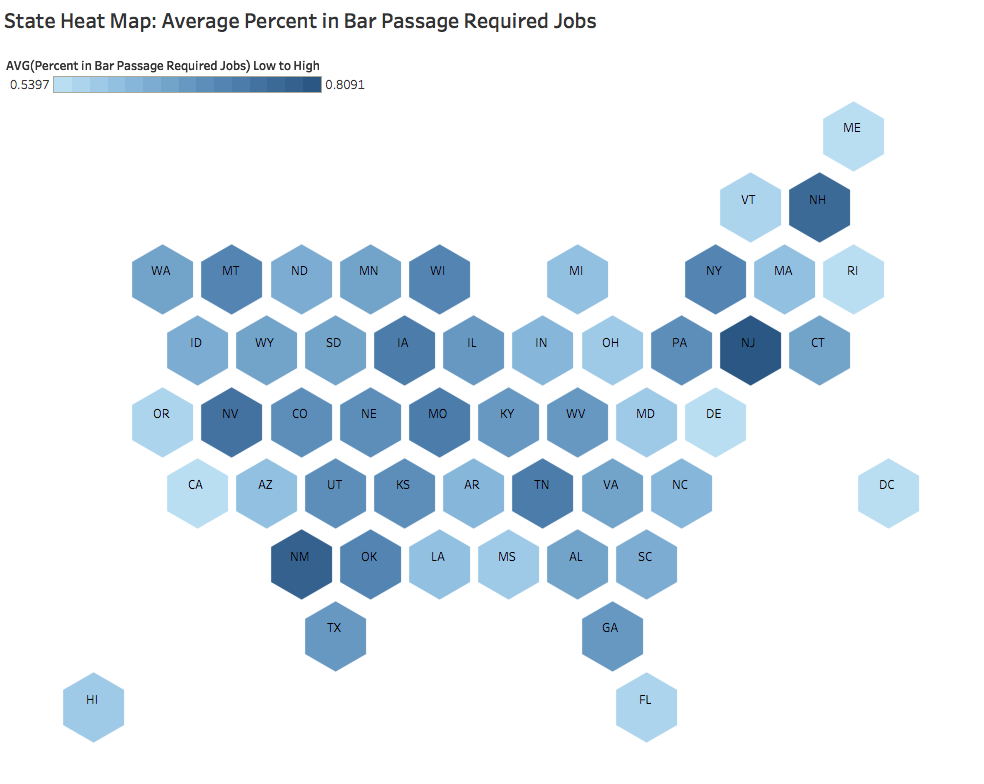 State Heat Map: Average Percent in Bar Passage Required Jobs
AVG(Percent in Bar Passage Required Jobs) Low to High
0.5397 0.8091
ME
VT NH
WA MT ND MN WI MI NY MA RI
ID WY SD IA IL IN OH PA NJ CT
OR NV CO NE MO KY WV MD DE
CA AZ UT KS AR TN VA NC DC
NM OK LA MS AL SC
TX GA
HI FL